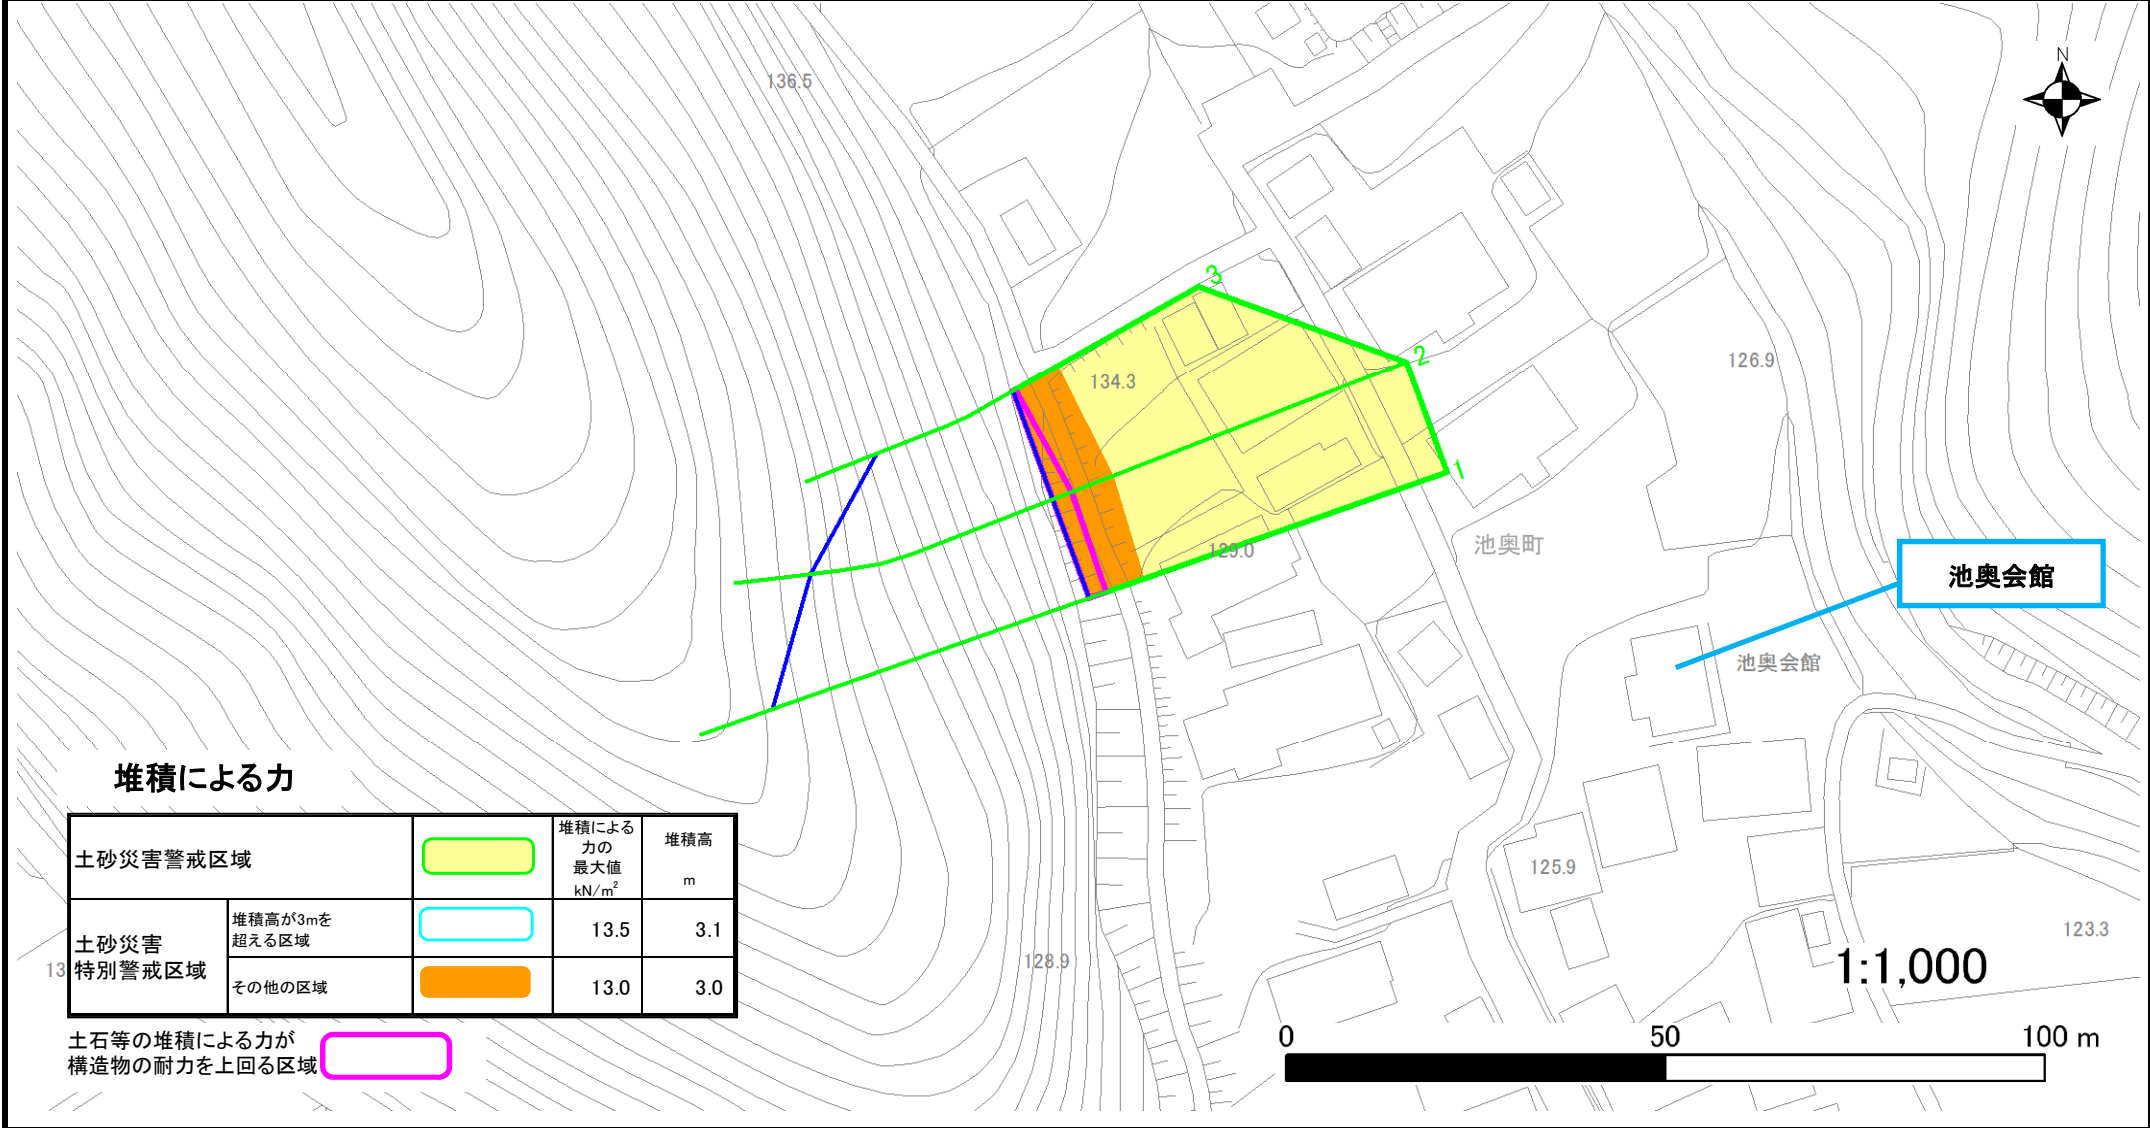 N
136.5
3
134.3
2
126.9
1
129.0
池奥町
池奥会館
池奥会館
堆積による力
土砂災害警戒区域
堆積による
力の
最大値
kN/m²
堆積高
m
土砂災害
特別警戒区域
堆積高が3mを
超える区域
13.5
3.1
その他の区域
13.0
3.0
土石等の堆積による力が
構造物の耐力を上回る区域
13
128.9
125.9
123.3
1:1,000
0
50
100 m